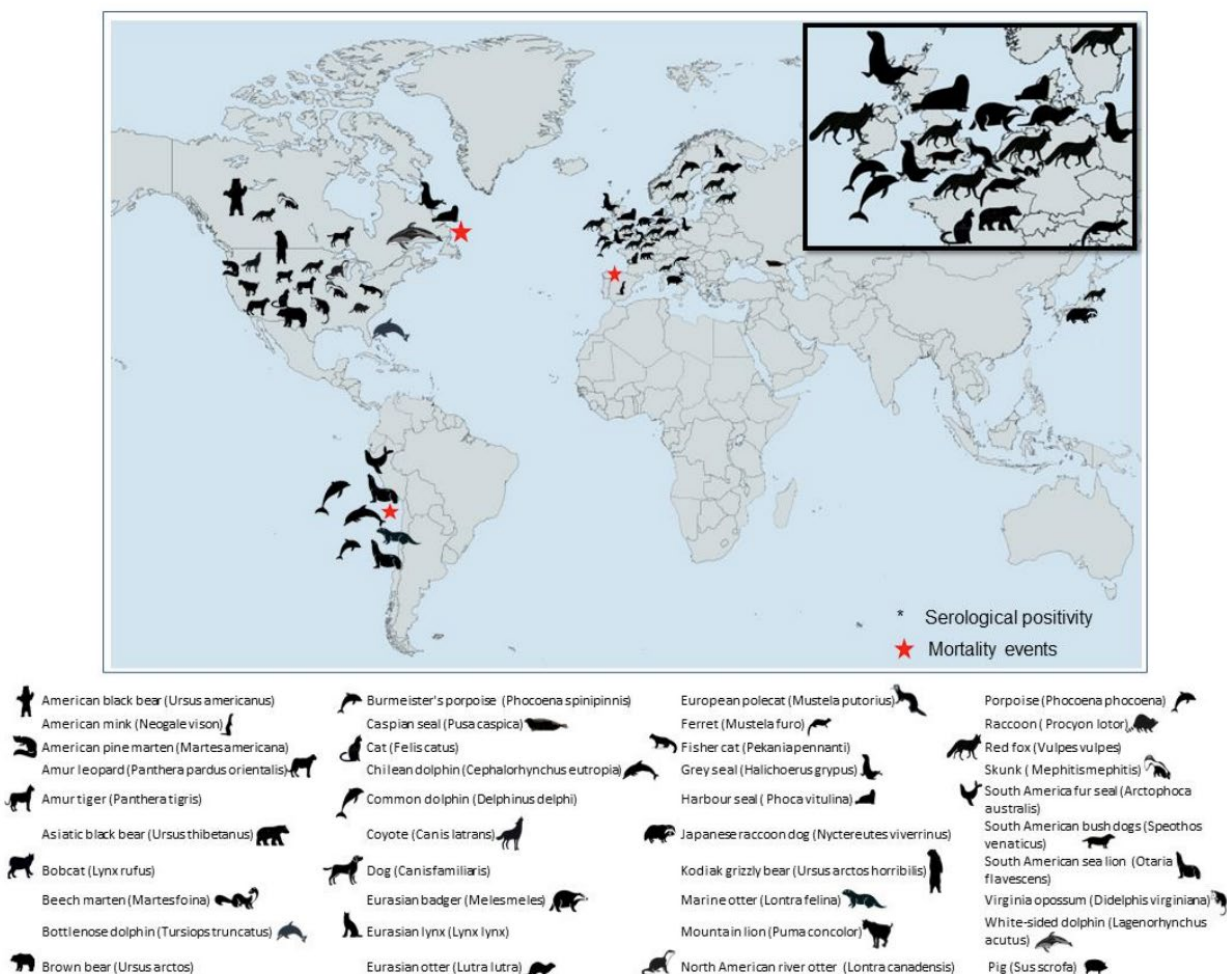 * Serological positivity
Mortality events
American black bear (Ursus americanus)
American mink (Neogale vison)
American pine marten (Martes americana)
Amur leopard (Panthera pardus orientalis)
Amur tiger (Panthera tigris)
Asiatic black bear (Ursus thibetanus)
Bobcat (Lynx rufus)
Beech marten (Martes foina)
Bottlenose dolphin (Tursiops truncatus)
Brown bear (Ursus arctos)
Burmeister's porpoise (Phocoena spinipinnis)
Caspian seal (Pusa caspica)
Cat (Felis catus)
Chilean dolphin (Cephalorhynchus eutropia)
Common dolphin (Delphinus delphi)
Coyote (Canis latrans)
Dog (Canis familiaris)
Eurasian badger (Meles meles)
Eurasian lynx (Lynx lynx)
Eurasian otter (Lutra lutra)
European polecat (Mustela putorius)
Ferret (Mustela furo)
Fisher cat (Pekania pennanti)
Grey seal (Halichoerus grypus)
Harbour seal ( Phoca vitulina)
Japanese raccoon dog (Nyctereutes viverrinus)
Kodiak grizzly bear (Ursus arctos horribilis)
Marine otter (Lontra felina)
Mountain lion (Puma concolor)
North American river otter (Lontra canadensis)
Porpoise (Phocoena phocoena)
Raccoon ( Procyon lotor)
Red fox (Vulpes vulpes)
Skunk ( Mephitis mephitis)
South America fur seal (Arctophoca
australis)
South American bush dogs (Speothos
venaticus)
South American sea lion (Otaria
flavescens)
Virginia opossum (Didelphis virginiana)
White-sided dolphin (Lagenorhynchus
acutus)
Pig (Sus scrofa)